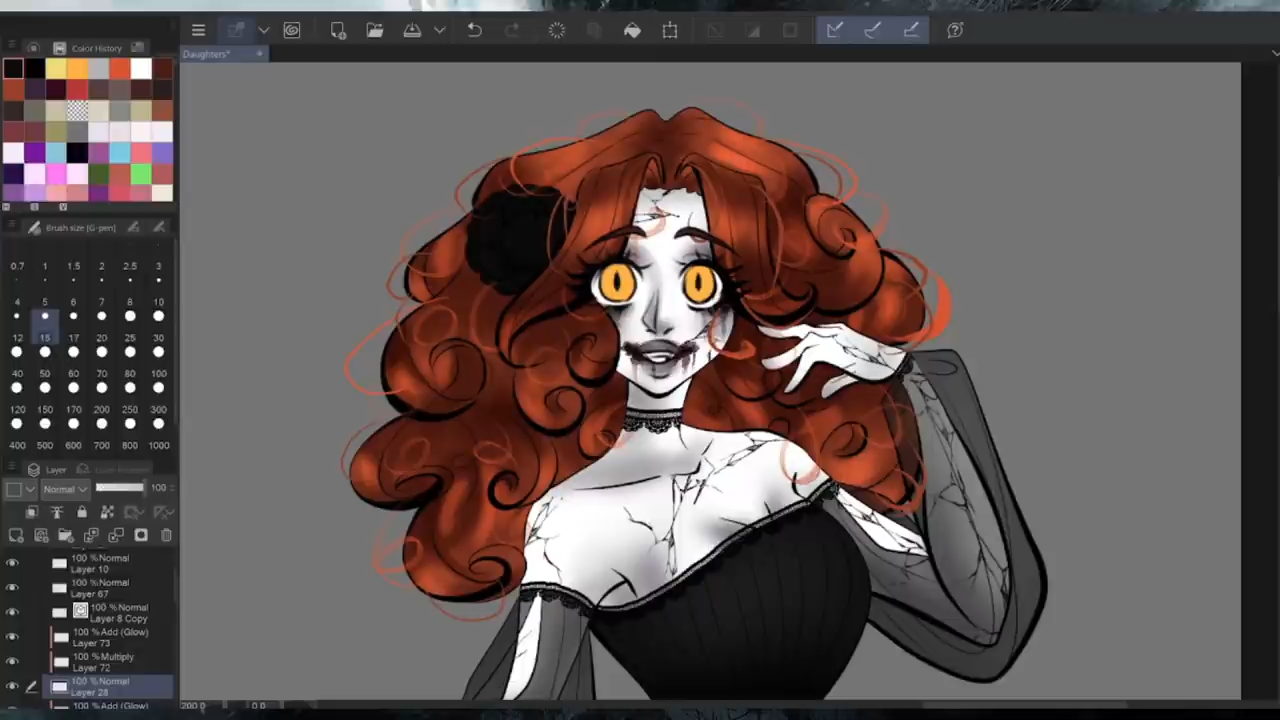 Daughters*
Color History
Brush size [G-pen]
0.7 1 1.5 2 2.5 3
4 5 6 7 8 10
12 15 17 20 25 30
40 50 60 70 80 100
120 150 170 200 250 300
400 500 600 700 800 1000
Layer
Normal 100
100 %Normal
Layer 10
100 %Normal
Layer 67
100 %Normal
Layer 8 Copy
100 %Add (Glow)
Layer 73
100 %Multiply
Layer 72
100 %Normal
Layer 28
100 %Add (Glow)
200.0 0.0